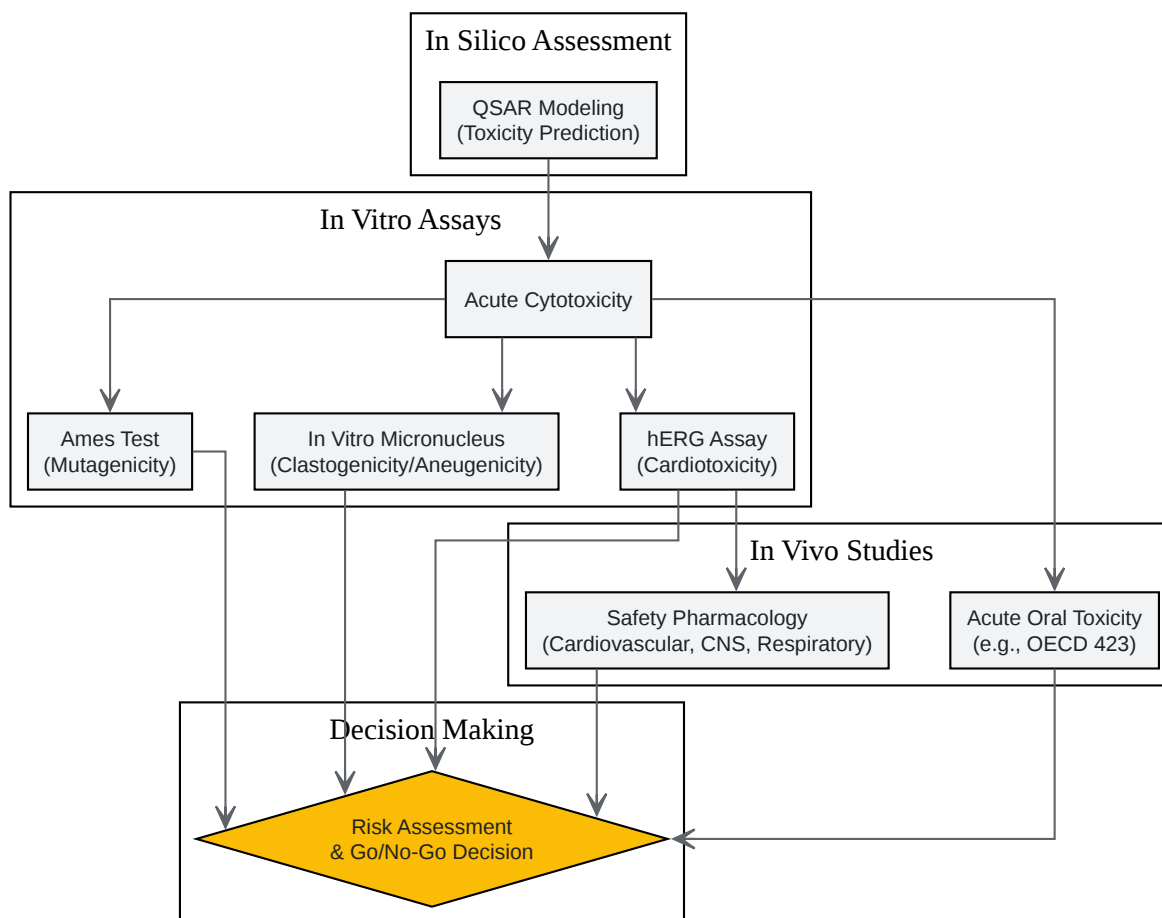 In Silico Assessment
QSAR Modeling
(Toxicity Prediction)
In Vitro Assays
Acute Cytotoxicity
Ames Test
(Mutagenicity)
In Vitro Micronucleus
(Clastogenicity/Aneugenicity)
hERG Assay
(Cardiotoxicity)
In Vivo Studies
Safety Pharmacology
(Cardiovascular, CNS, Respiratory)
Acute Oral Toxicity
(e.g., OECD 423)
Decision Making
Risk Assessment
& Go/No-Go Decision